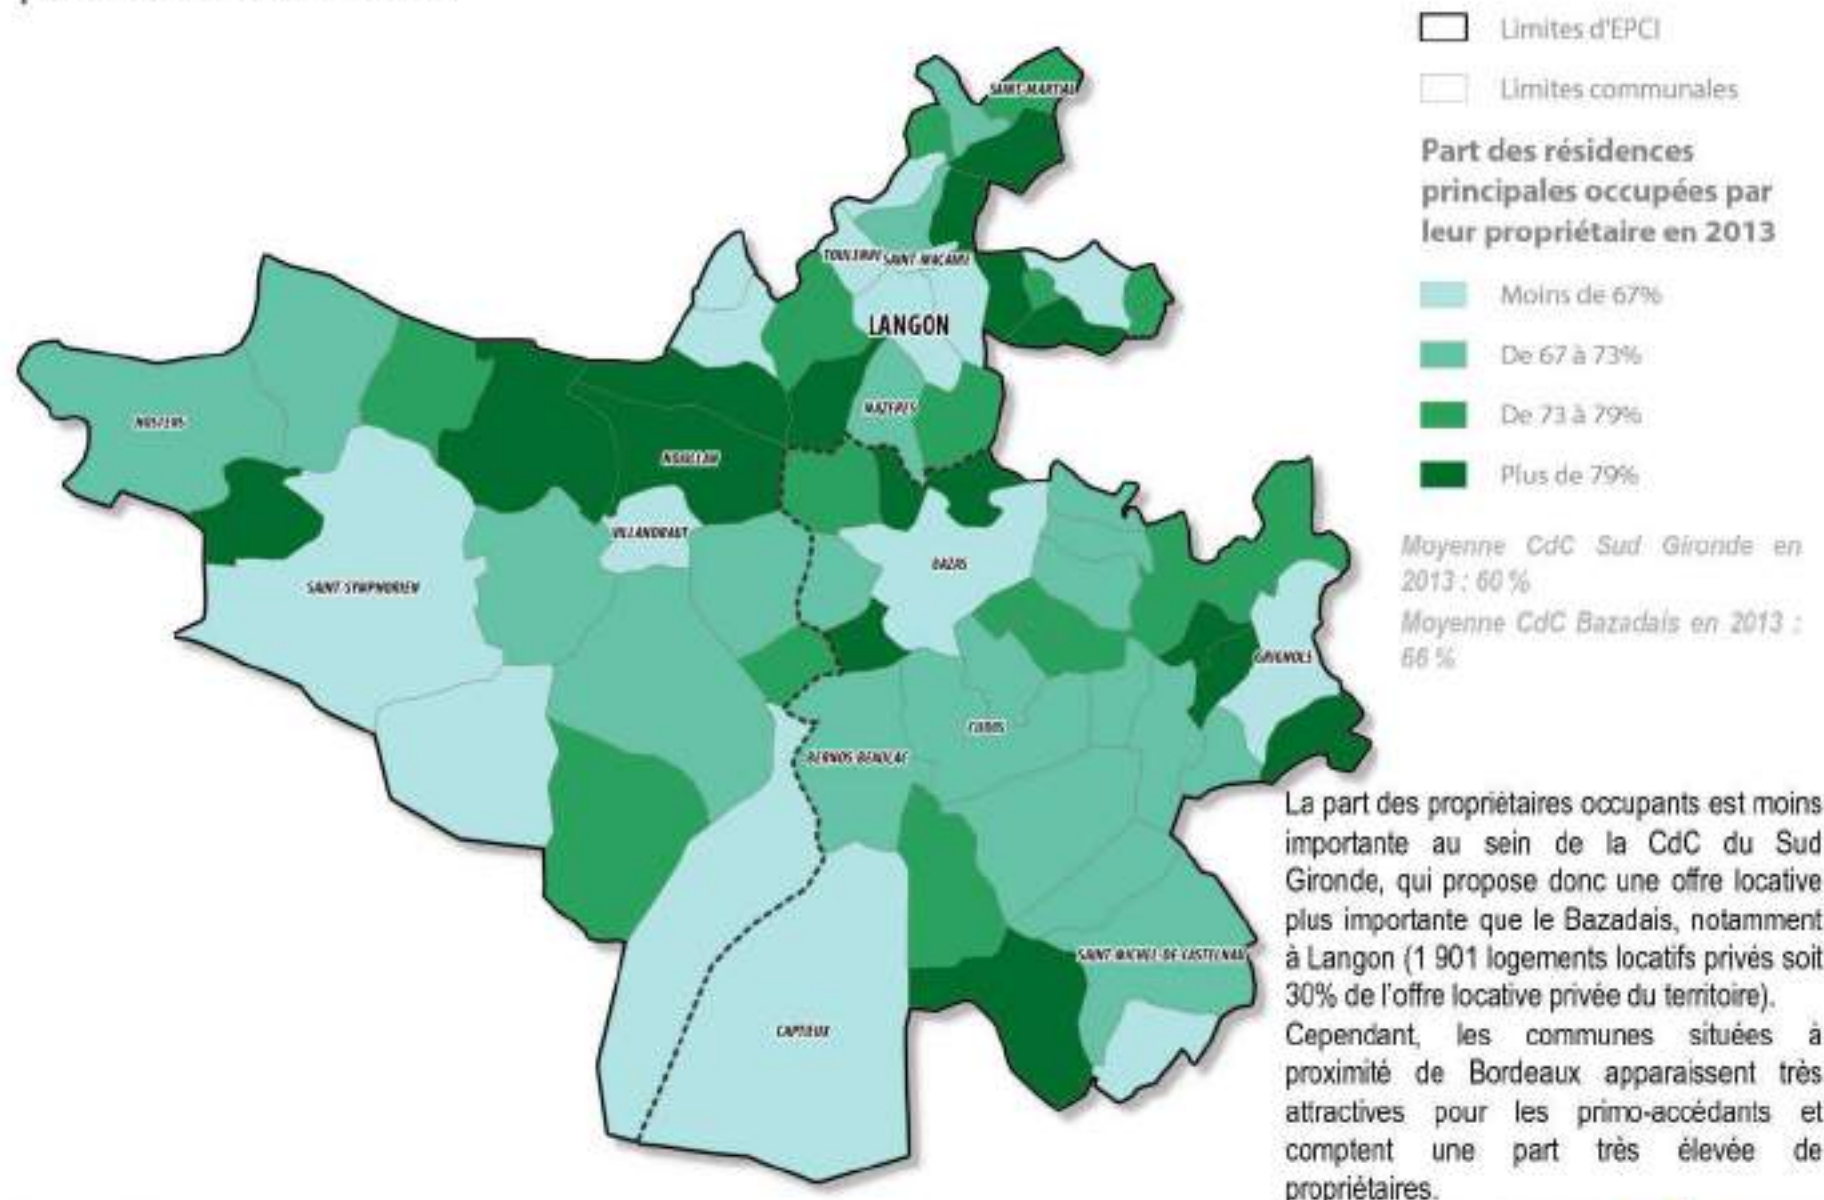 Limites d'EPCI
Limites communales
Part des résidences
principales occupées par
leur propriétaire en 2013
Moins de 67%
De 67 à 73%
De 73 à 79%
Plus de 79%
Moyenne CdC Sud Gironde en
2013 : 60 %
Moyenne CdC Bazadais en 2013 :
66 %
SAINT-MARTIAL
TOULENNE
SAINT-MACAIRE
LANGON
HOSTENS
MAZERES
NOAILLAN
VILLANDRAUT
BAZAS
SAINT-SYMPHORIEN
GRIGNOLS
CUDOS
BERNOS-BEAULAC
SAINT-MICHEL-DE-CASTELNAU
CAPTIEUX
La part des propriétaires occupants est moins
importante au sein de la CdC du Sud
Gironde, qui propose donc une offre locative
plus importante que le Bazadais, notamment
à Langon (1 901 logements locatifs privés soit
30% de l'offre locative privée du territoire).
Cependant, les communes situées à
proximité de Bordeaux apparaissent très
attractives pour les primo-accédants et
comptent une part très élevée de
propriétaires.